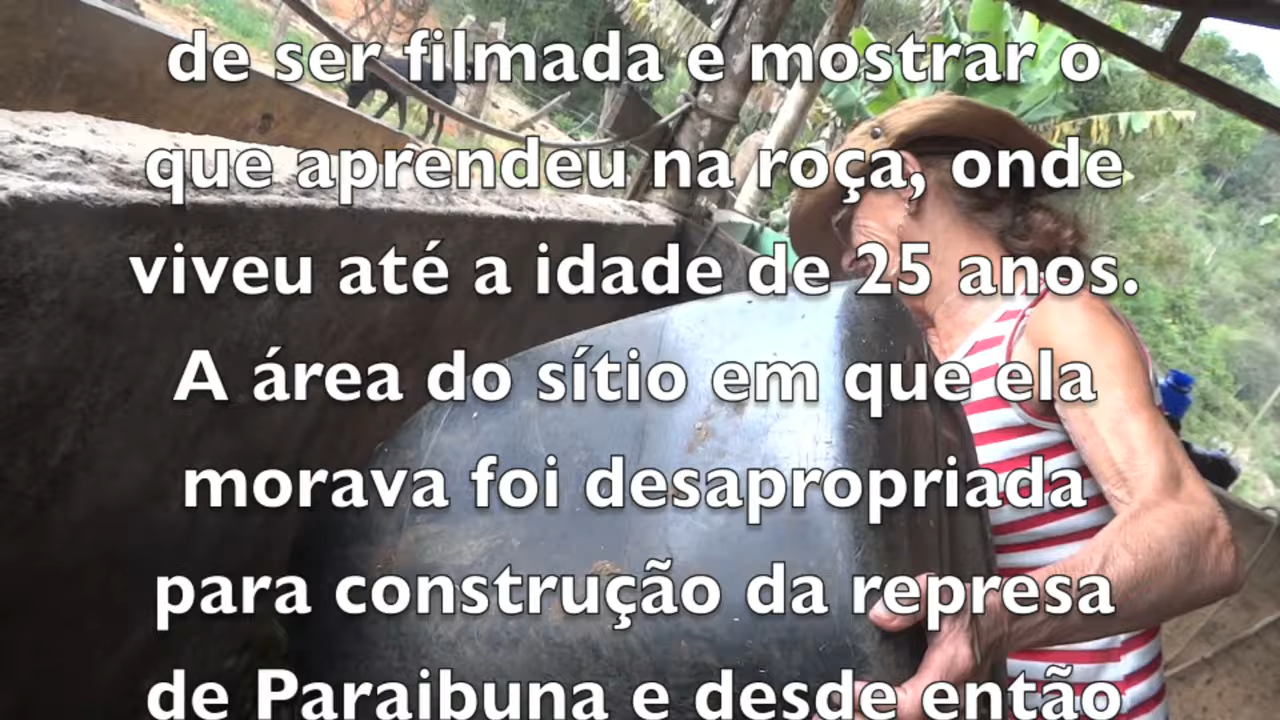 de ser filmada e mostrar o
que aprendeu na roça, onde
viveu até a idade de 25 anos.
A área do sítio em que ela
morava foi desapropriada
para construção da represa
de Paraibuna e desde então